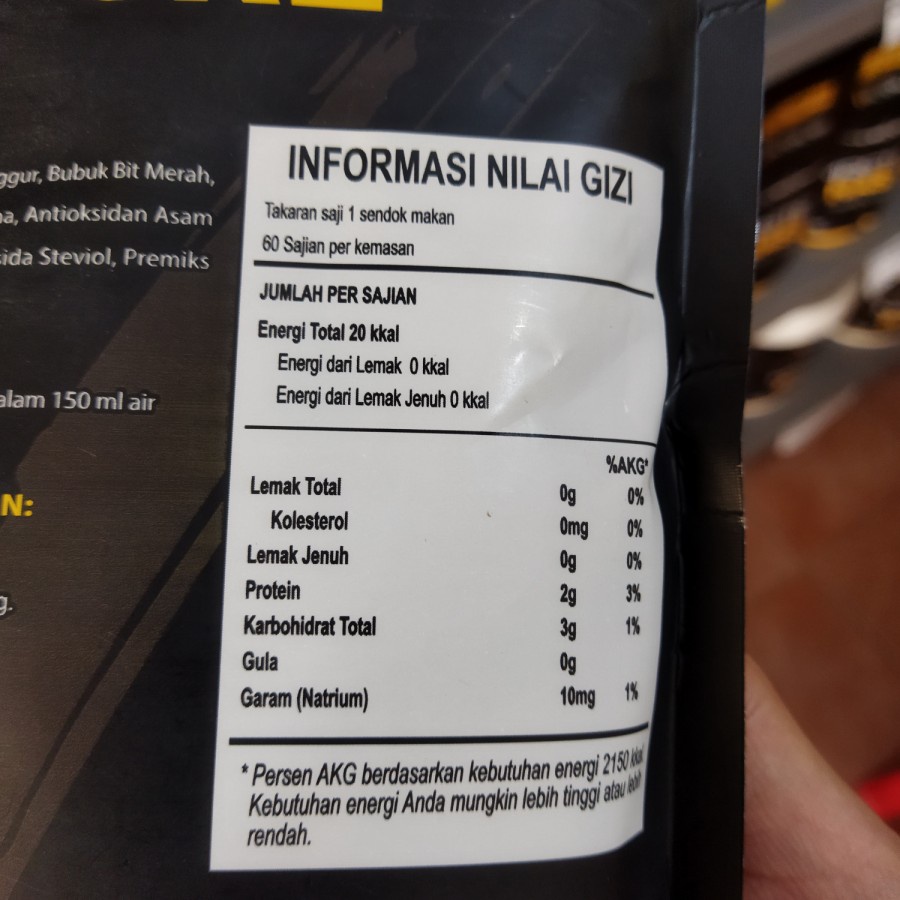 ggur, Bubuk Bit Merah,
a, Antioksidan Asam
sida Steviol, Premiks
alam 150 ml air
N:
g.
INFORMASI NILAI GIZI
Takaran saji 1 sendok makan
60 Sajian per kemasan
JUMLAH PER SAJIAN
Energi Total 20 kkal
Energi dari Lemak 0 kkal
Energi dari Lemak Jenuh 0 kkal
%AKG*
Lemak Total 0g 0%
Kolesterol 0mg 0%
Lemak Jenuh 0g 0%
Protein 2g 3%
Karbohidrat Total 3g 1%
Gula 0g
Garam (Natrium) 10mg 1%
* Persen AKG berdasarkan kebutuhan energi 2150 kkal
Kebutuhan energi Anda mungkin lebih tinggi atau lebih
rendah.